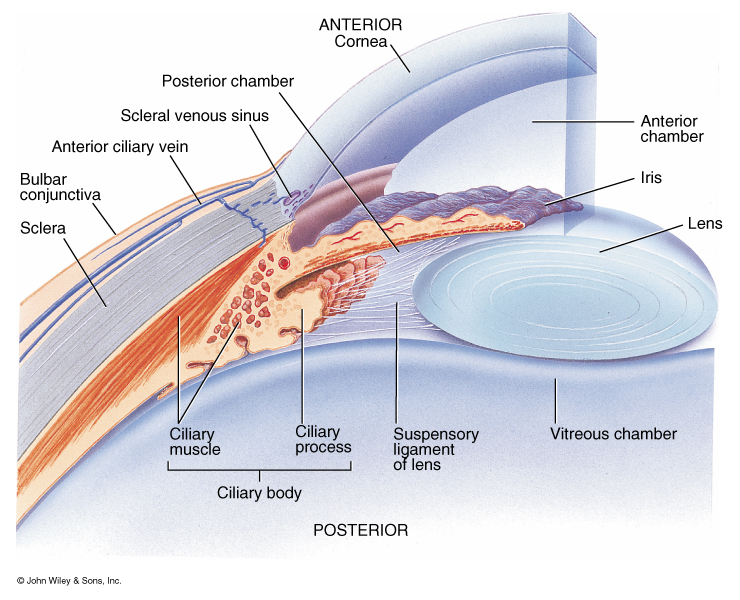 ANTERIOR
Cornea
Posterior chamber
Scleral venous sinus
Anterior ciliary vein
Bulbar
conjunctiva
Sclera
Anterior
chamber
Iris
Lens
Ciliary
muscle
Ciliary
process
Suspensory
ligament
of lens
Vitreous chamber
Ciliary body
POSTERIOR
© John Wiley & Sons, Inc.